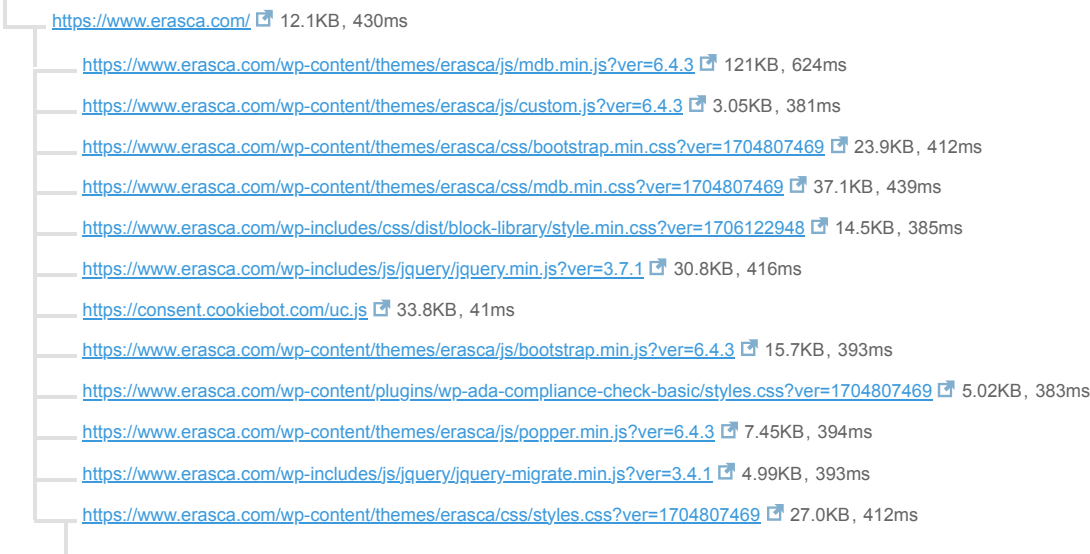 https://www.erasca.com/ 12.1KB, 430ms
https://www.erasca.com/wp-content/themes/erasca/js/mdb.min.js?ver=6.4.3 121KB, 624ms
https://www.erasca.com/wp-content/themes/erasca/js/custom.js?ver=6.4.3 3.05KB, 381ms
https://www.erasca.com/wp-content/themes/erasca/css/bootstrap.min.css?ver=1704807469 23.9KB, 412ms
https://www.erasca.com/wp-content/themes/erasca/css/mdb.min.css?ver=1704807469 37.1KB, 439ms
https://www.erasca.com/wp-includes/css/dist/block-library/style.min.css?ver=1706122948 14.5KB, 385ms
https://www.erasca.com/wp-includes/js/jquery/jquery.min.js?ver=3.7.1 30.8KB, 416ms
https://consent.cookiebot.com/uc.js 33.8KB, 41ms
https://www.erasca.com/wp-content/themes/erasca/js/bootstrap.min.js?ver=6.4.3 15.7KB, 393ms
https://www.erasca.com/wp-content/plugins/wp-ada-compliance-check-basic/styles.css?ver=1704807469 5.02KB, 383ms
https://www.erasca.com/wp-content/themes/erasca/js/popper.min.js?ver=6.4.3 7.45KB, 394ms
https://www.erasca.com/wp-includes/js/jquery/jquery-migrate.min.js?ver=3.4.1 4.99KB, 393ms
https://www.erasca.com/wp-content/themes/erasca/css/styles.css?ver=1704807469 27.0KB, 412ms